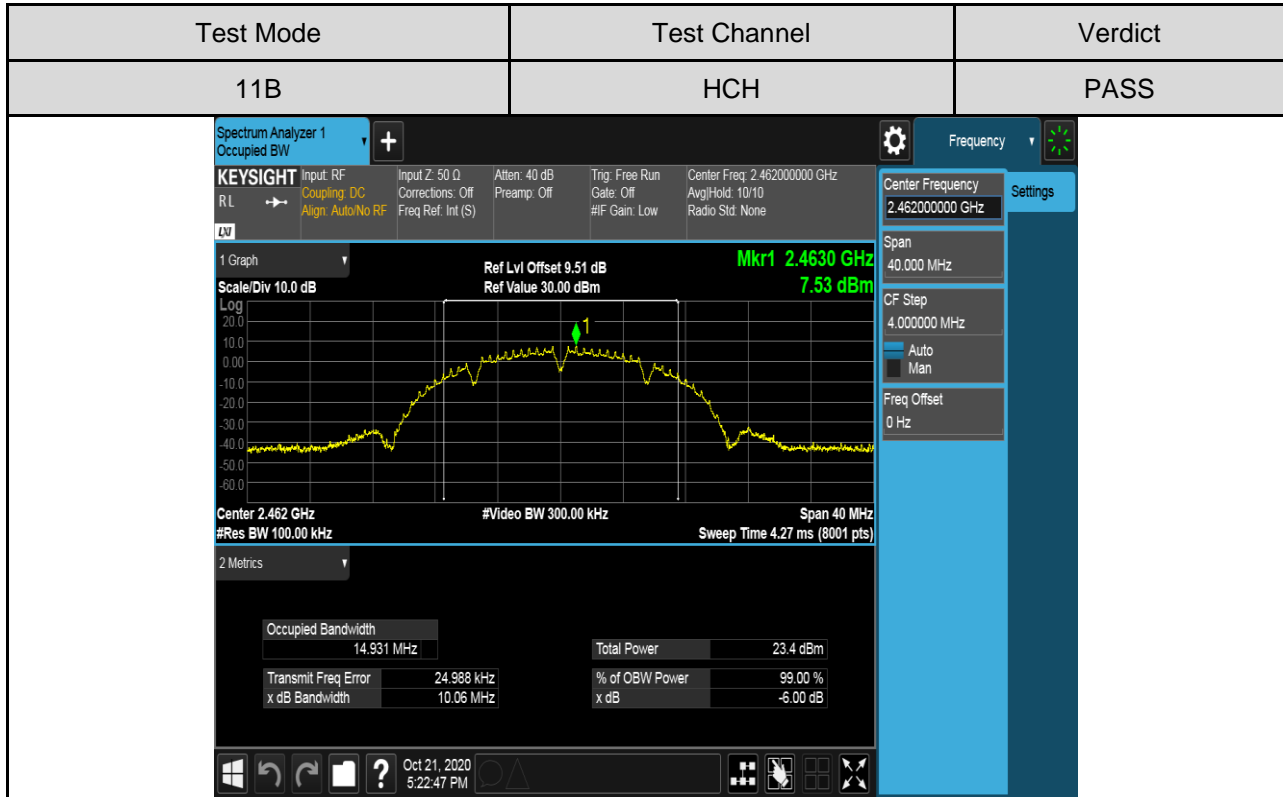 Test Mode Test Channel Verdict
11B HCH PASS
Spectrum Analyzer 1
Occupied BW
+
Frequency
KEYSIGHT Input: RF Input Z: 50 Ω Atten: 40 dB Trig: Free Run Center Freq: 2.462000000 GHz
RL Coupling: DC Corrections: Off Preamp: Off Gate: Off Avg|Hold: 10/10
Align: Auto/No RF Freq Ref: Int (S) #IF Gain: Low Radio Std: None
LXI
Center Frequency
2.462000000 GHz
Settings
Span
40.000 MHz
CF Step
4.000000 MHz
Auto
Man
Freq Offset
0 Hz
1 Graph Ref Lvl Offset 9.51 dB Mkr1 2.4630 GHz
Scale/Div 10.0 dB Ref Value 30.00 dBm 7.53 dBm
Log
20.0
1
10.0
0.00
-10.0
-20.0
-30.0
-40.0
-50.0
-60.0
Center 2.462 GHz #Video BW 300.00 kHz Span 40 MHz
#Res BW 100.00 kHz Sweep Time 4.27 ms (8001 pts)
2 Metrics
Occupied Bandwidth
14.931 MHz Total Power 23.4 dBm
Transmit Freq Error 24.988 kHz % of OBW Power 99.00 %
x dB Bandwidth 10.06 MHz x dB -6.00 dB
? Oct 21, 2020
5:22:47 PM